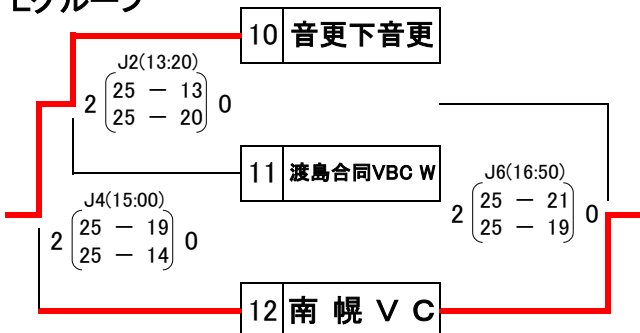 Eグループ
10 音更下音更
J2(13:20)
2 25 － 13 0
25 － 20
11 渡島合同VBC W
J6(16:50)
2 25 － 21 0
25 － 19
J4(15:00)
2 25 － 19 0
25 － 14
12 南 幌 Ｖ Ｃ